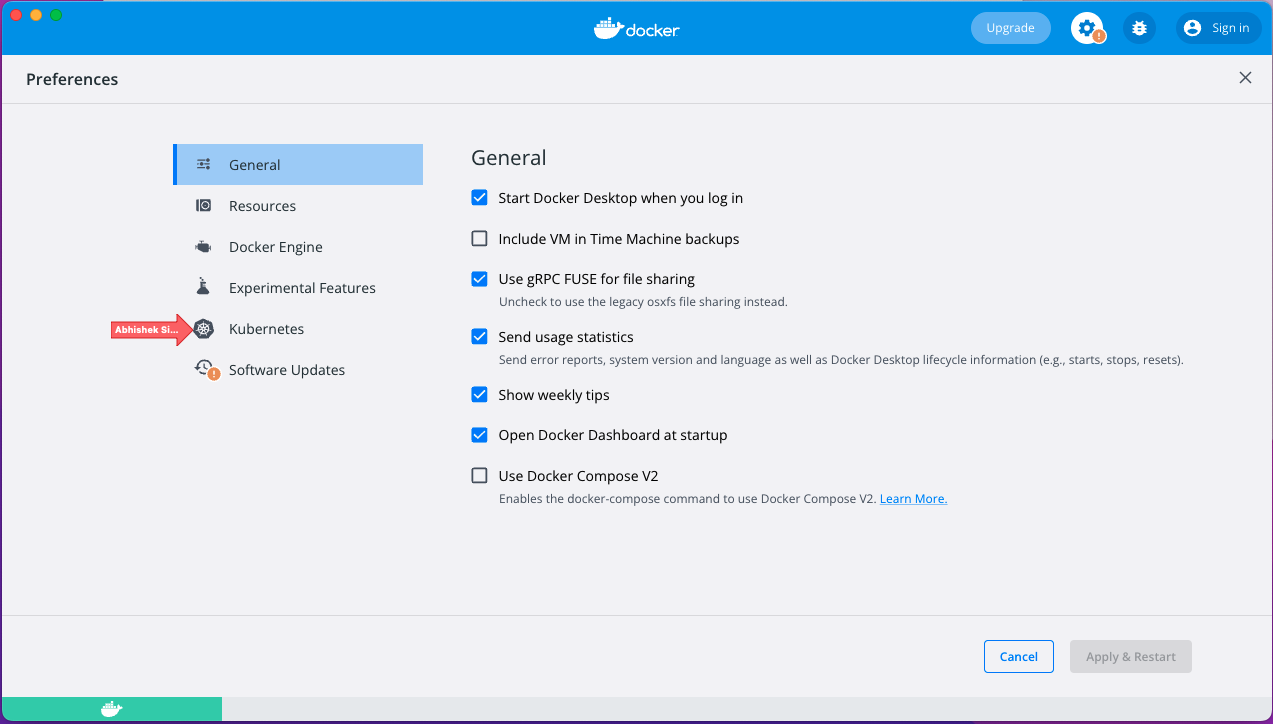 docker
Upgrade
Sign in
Preferences
General
Resources
Docker Engine
Experimental Features
Abhishek Si...
Kubernetes
Software Updates
General
Start Docker Desktop when you log in
Include VM in Time Machine backups
Use gRPC FUSE for file sharing
Uncheck to use the legacy osxfs file sharing instead.
Send usage statistics
Send error reports, system version and language as well as Docker Desktop lifecycle information (e.g., starts, stops, resets).
Show weekly tips
Open Docker Dashboard at startup
Use Docker Compose V2
Enables the docker-compose command to use Docker Compose V2. Learn More.
Cancel
Apply & Restart